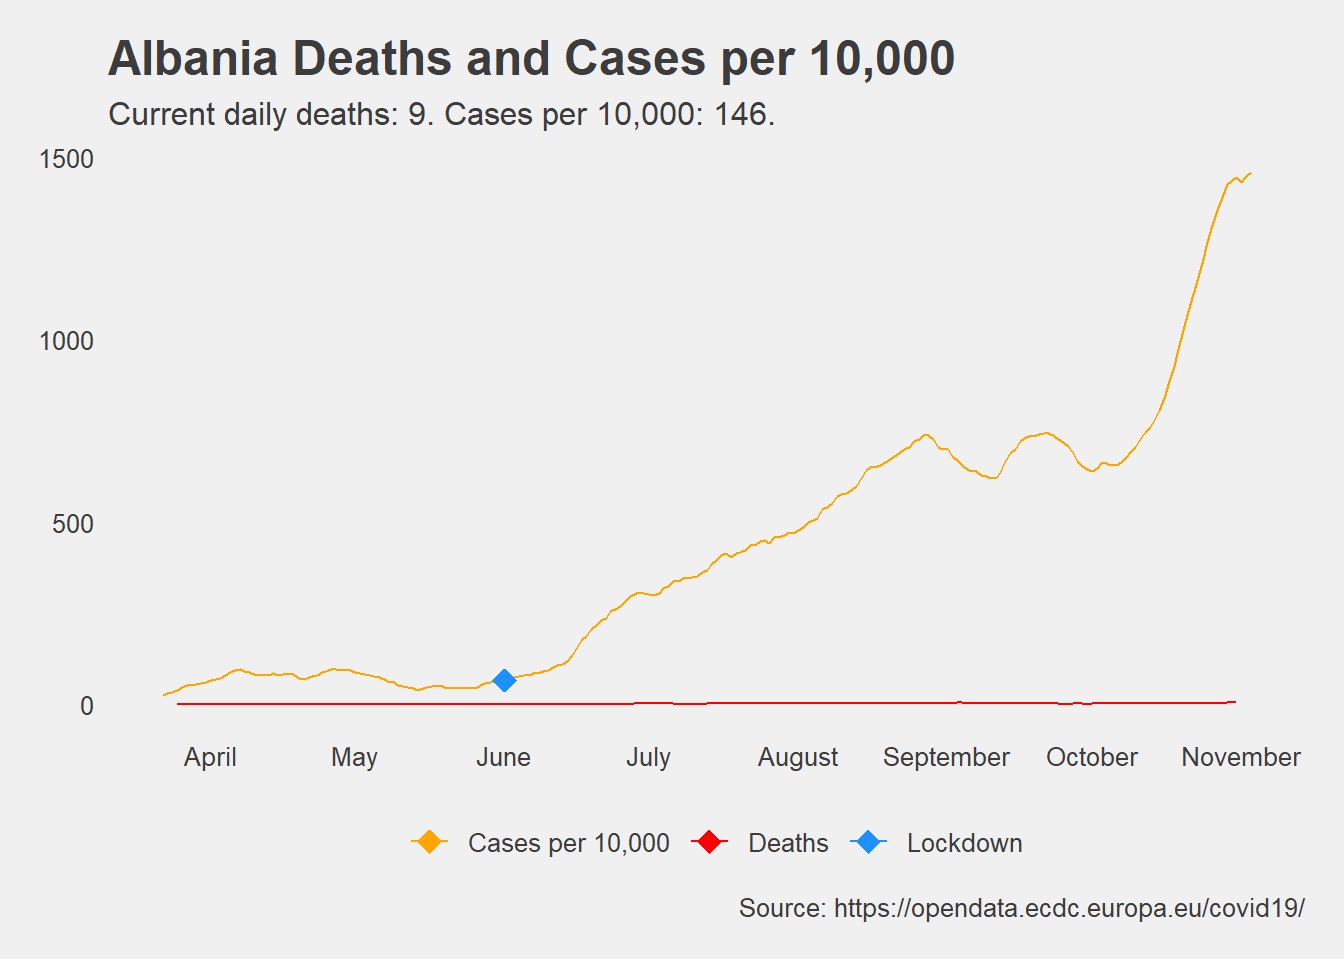 Albania Deaths and Cases per 10,000
Current daily deaths: 9. Cases per 10,000: 146.
1500
1000
500
0
April May June July August September October November
Cases per 10,000 Deaths Lockdown
Source: https://opendata.ecdc.europa.eu/covid19/